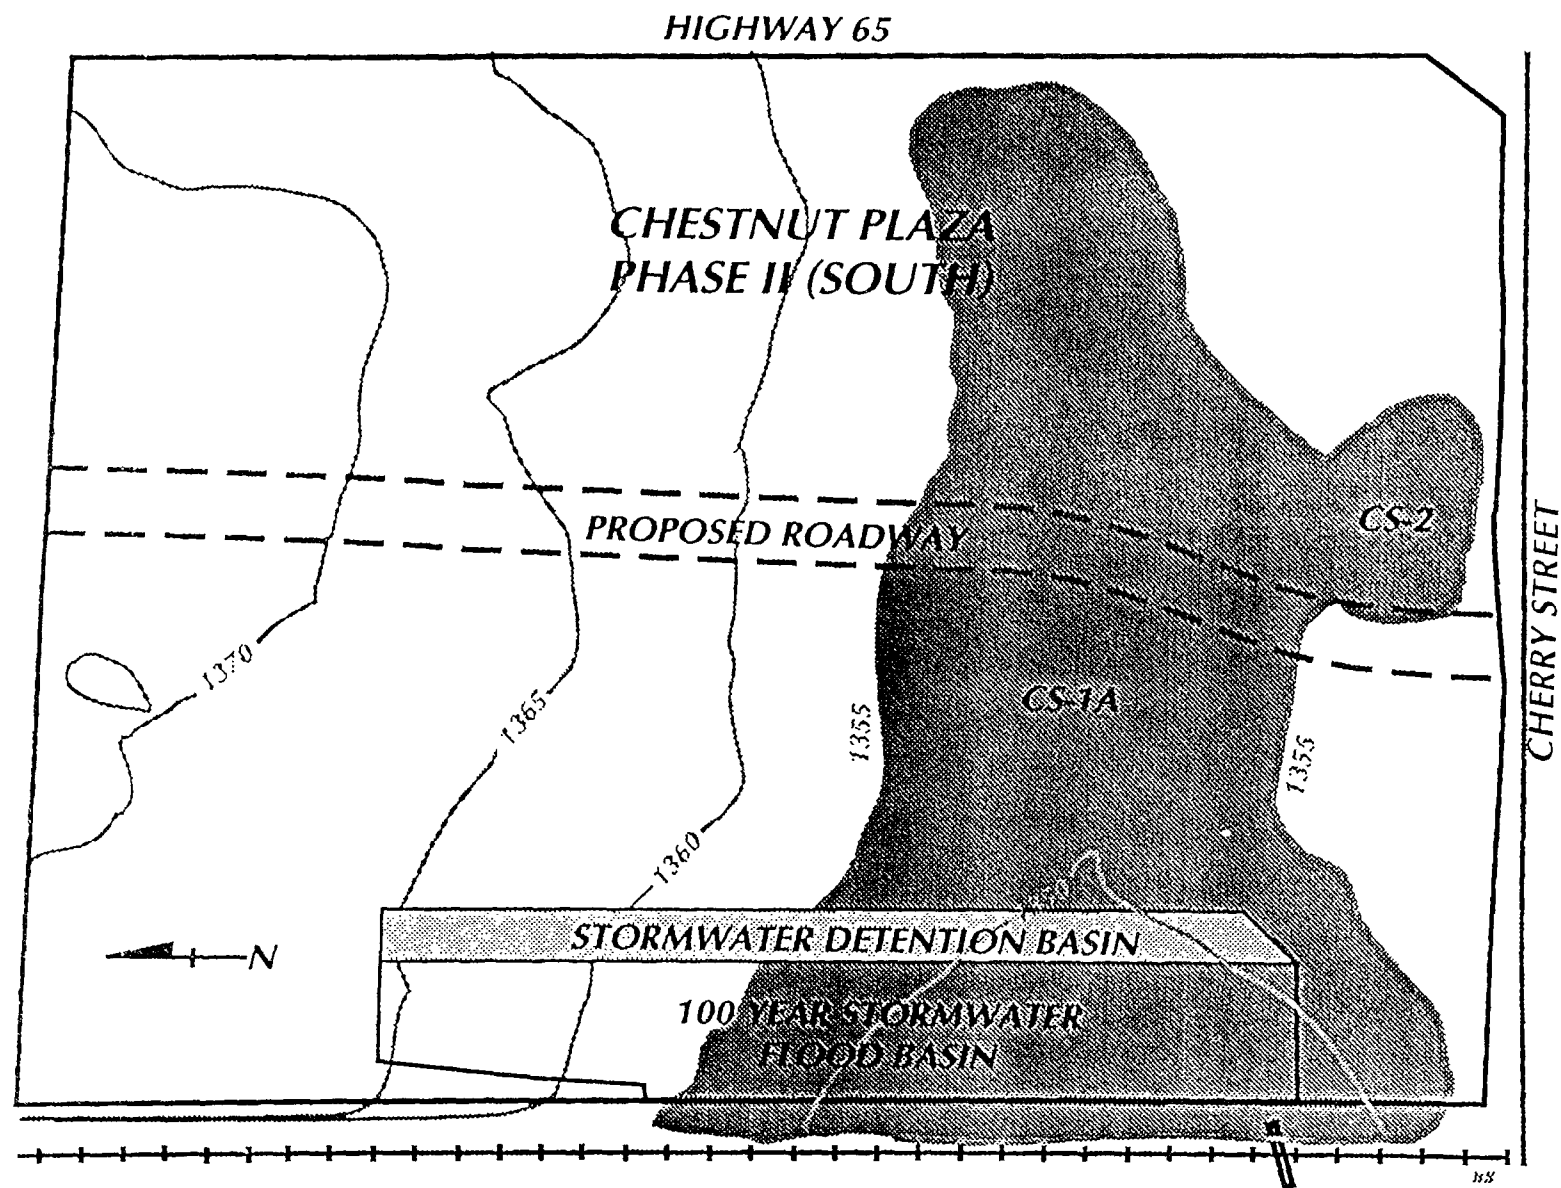 HIGHWAY 65
CHESTNUT PLAZA
PHASE II (SOUTH)
PROPOSED ROADWAY
CS-2
CHERRY STREET
1370
1365
1355
CS-1A
1355
1360
N
STORMWATER DETENTION BASIN
100 YEAR STORMWATER
FLOOD BASIN